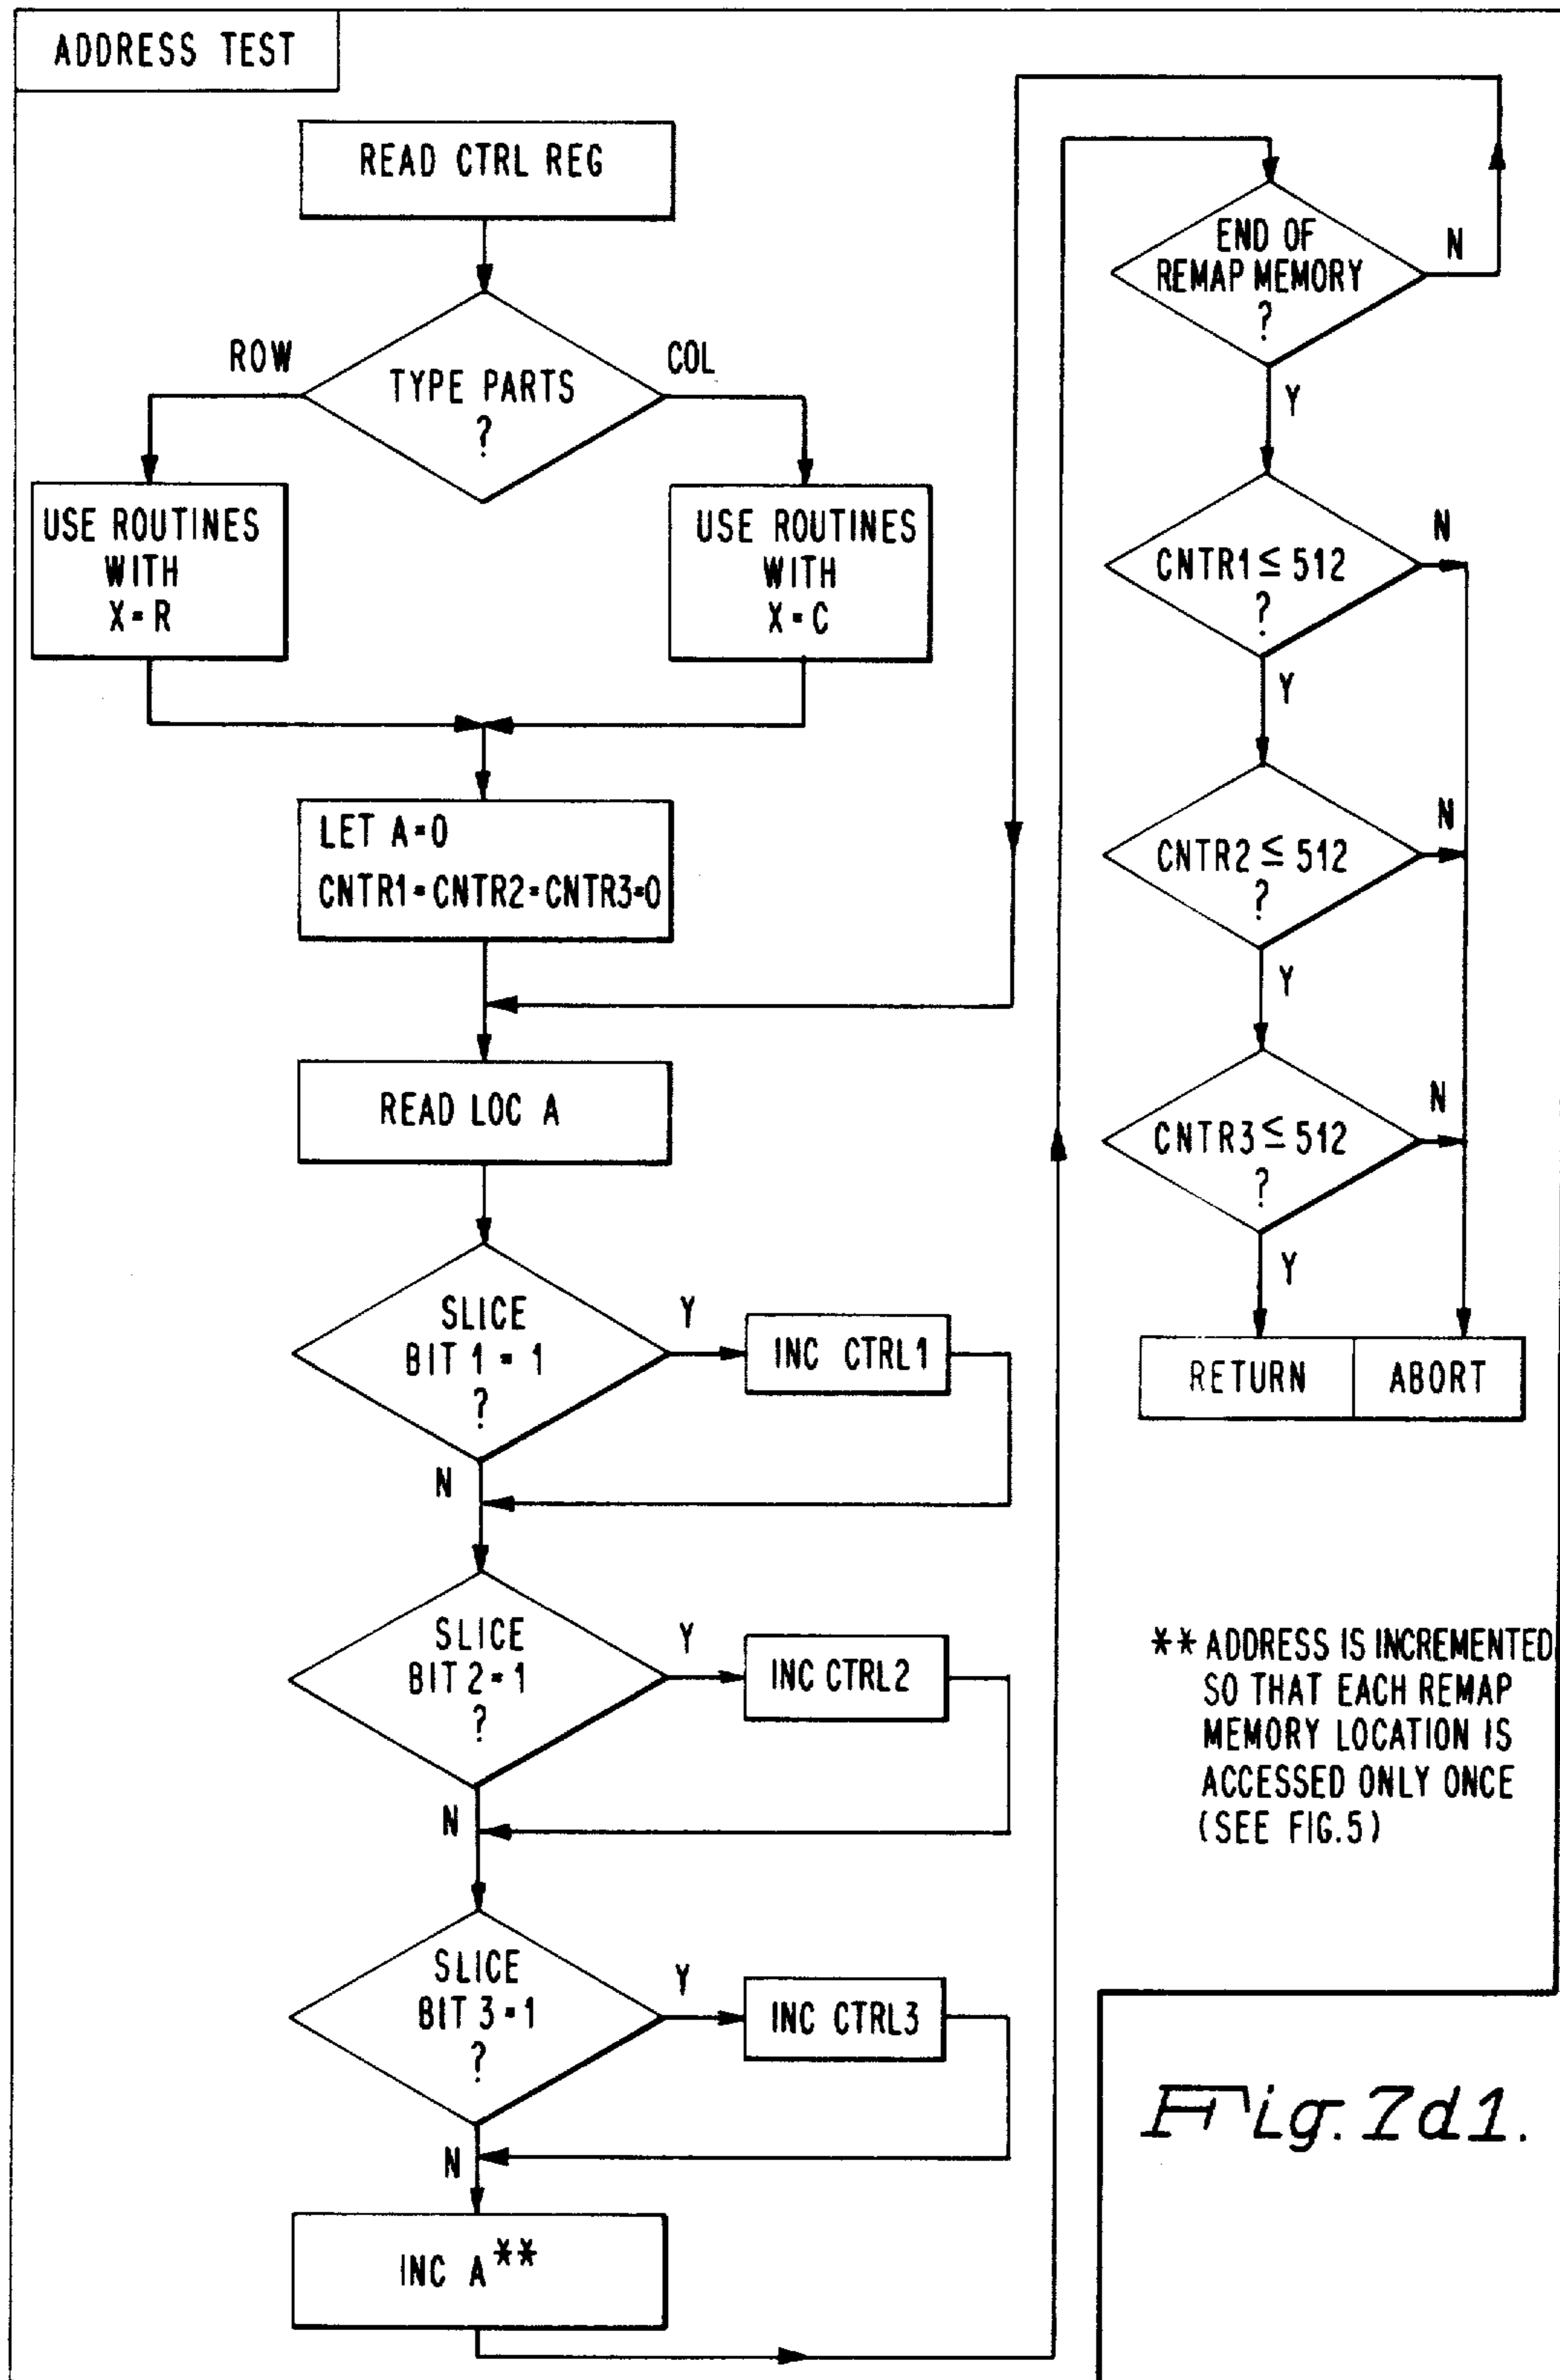 ADDRESS TEST
READ CTRL REG
TYPE PARTS
?
ROW
COL
USE ROUTINES
WITH
X=R
USE ROUTINES
WITH
X=C
LET A=0
CNTR1=CNTR2=CNTR3=0
READ LOC A
SLICE
BIT 1 = 1
?
Y
INC CTRL1
N
SLICE
BIT 2=1
?
Y
INC CTRL2
N
SLICE
BIT 3=1
?
Y
INC CTRL3
N
INC A**
END OF
REMAP MEMORY
?
N
Y
CNTR1 ≤ 512
?
N
Y
CNTR2 ≤ 512
?
N
Y
CNTR3 ≤ 512
?
N
Y
RETURN
ABORT
** ADDRESS IS INCREMENTED
SO THAT EACH REMAP
MEMORY LOCATION IS
ACCESSED ONLY ONCE
(SEE FIG.5)
Fig. 7d1.